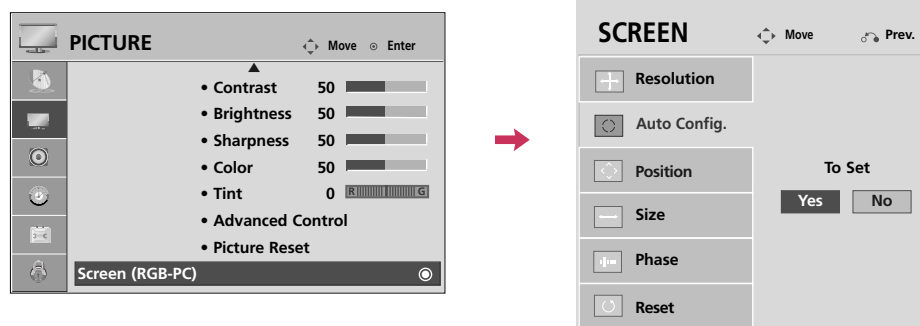 PICTURE
Move
Enter
• Contrast 50
• Brightness 50
• Sharpness 50
• Color 50
• Tint 0 R G
• Advanced Control
• Picture Reset
Screen (RGB-PC)
SCREEN
Move
Prev.
Resolution
Auto Config.
Position
Size
Phase
Reset
To Set
Yes No